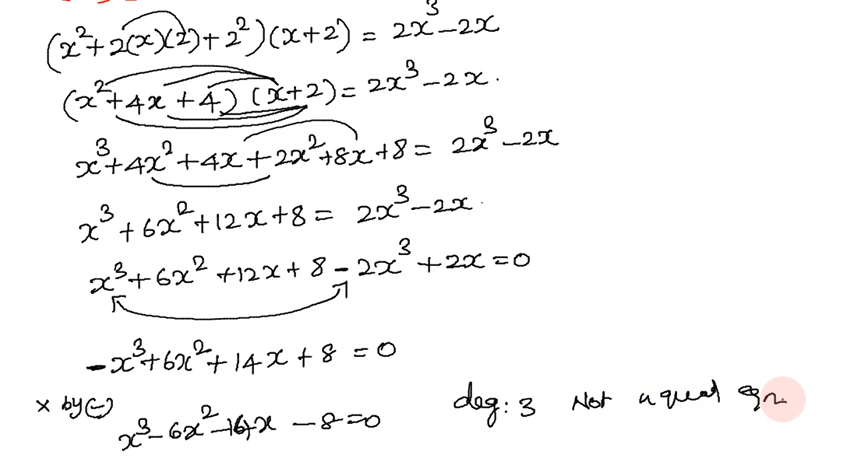 (x²+2(x)(2)+2²)(x+2) = 2x³-2x
(x²+4x+4)(x+2) = 2x³-2x.
x³+4x²+4x+2x²+8x+8 = 2x³-2x
x³+6x²+12x+8 = 2x³-2x.
x³+6x²+12x+8-2x³+2x=0
-x³+6x²+14x+8=0
x by(-) x³-6x²-14x-8=0 deg: 3 Not a quad eqn